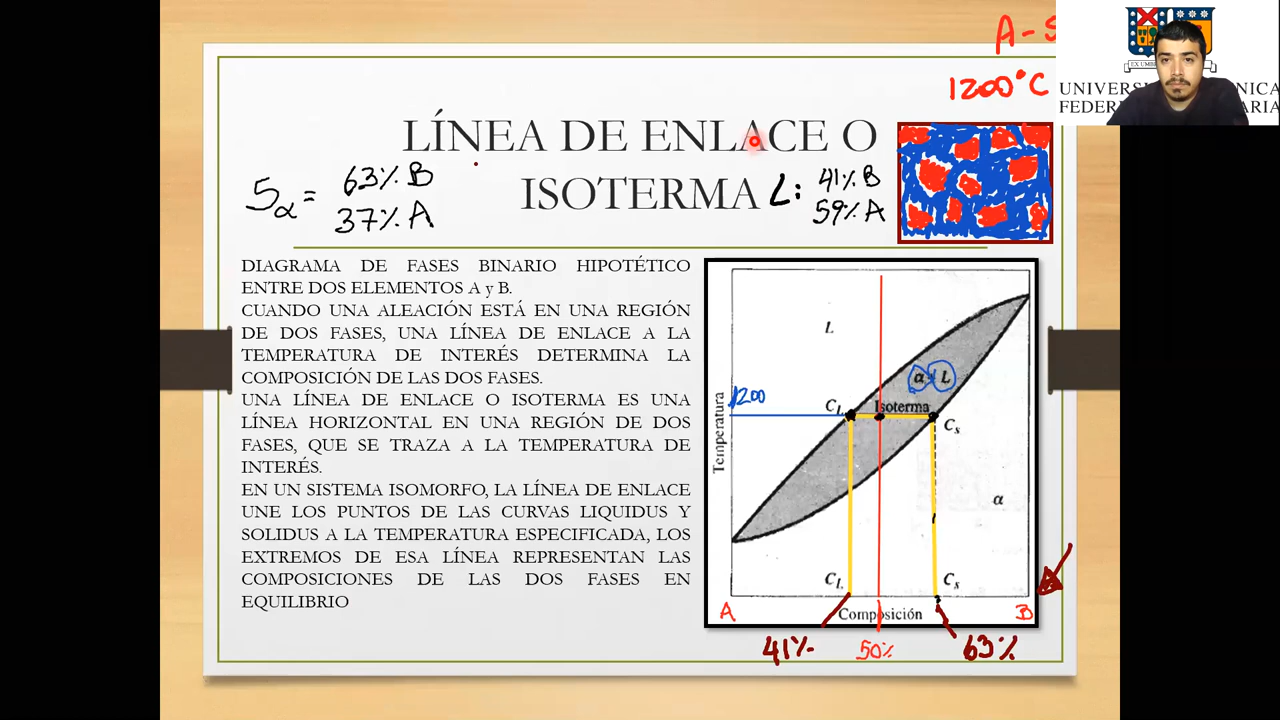 A-5
1200°C
UNIVERSI NICA
FEDER ARIA
LÍNEA DE ENLACE O
ISOTERMA
Sα = 63% B
37% A
L: 41% B
59% A
DIAGRAMA DE FASES BINARIO HIPOTÉTICO
ENTRE DOS ELEMENTOS A y B.
CUANDO UNA ALEACIÓN ESTÁ EN UNA REGIÓN
DE DOS FASES, UNA LÍNEA DE ENLACE A LA
TEMPERATURA DE INTERÉS DETERMINA LA
COMPOSICIÓN DE LAS DOS FASES.
UNA LÍNEA DE ENLACE O ISOTERMA ES UNA
LÍNEA HORIZONTAL EN UNA REGIÓN DE DOS
FASES, QUE SE TRAZA A LA TEMPERATURA DE
INTERÉS.
EN UN SISTEMA ISOMORFO, LA LÍNEA DE ENLACE
UNE LOS PUNTOS DE LAS CURVAS LIQUIDUS Y
SOLIDUS A LA TEMPERATURA ESPECIFICADA, LOS
EXTREMOS DE ESA LÍNEA REPRESENTAN LAS
COMPOSICIONES DE LAS DOS FASES EN
EQUILIBRIO
L
α + L
1200
Temperatura
CL
Isoterma
Cs
α
CL
Cs
A
Composición
B
41%
50%
63%